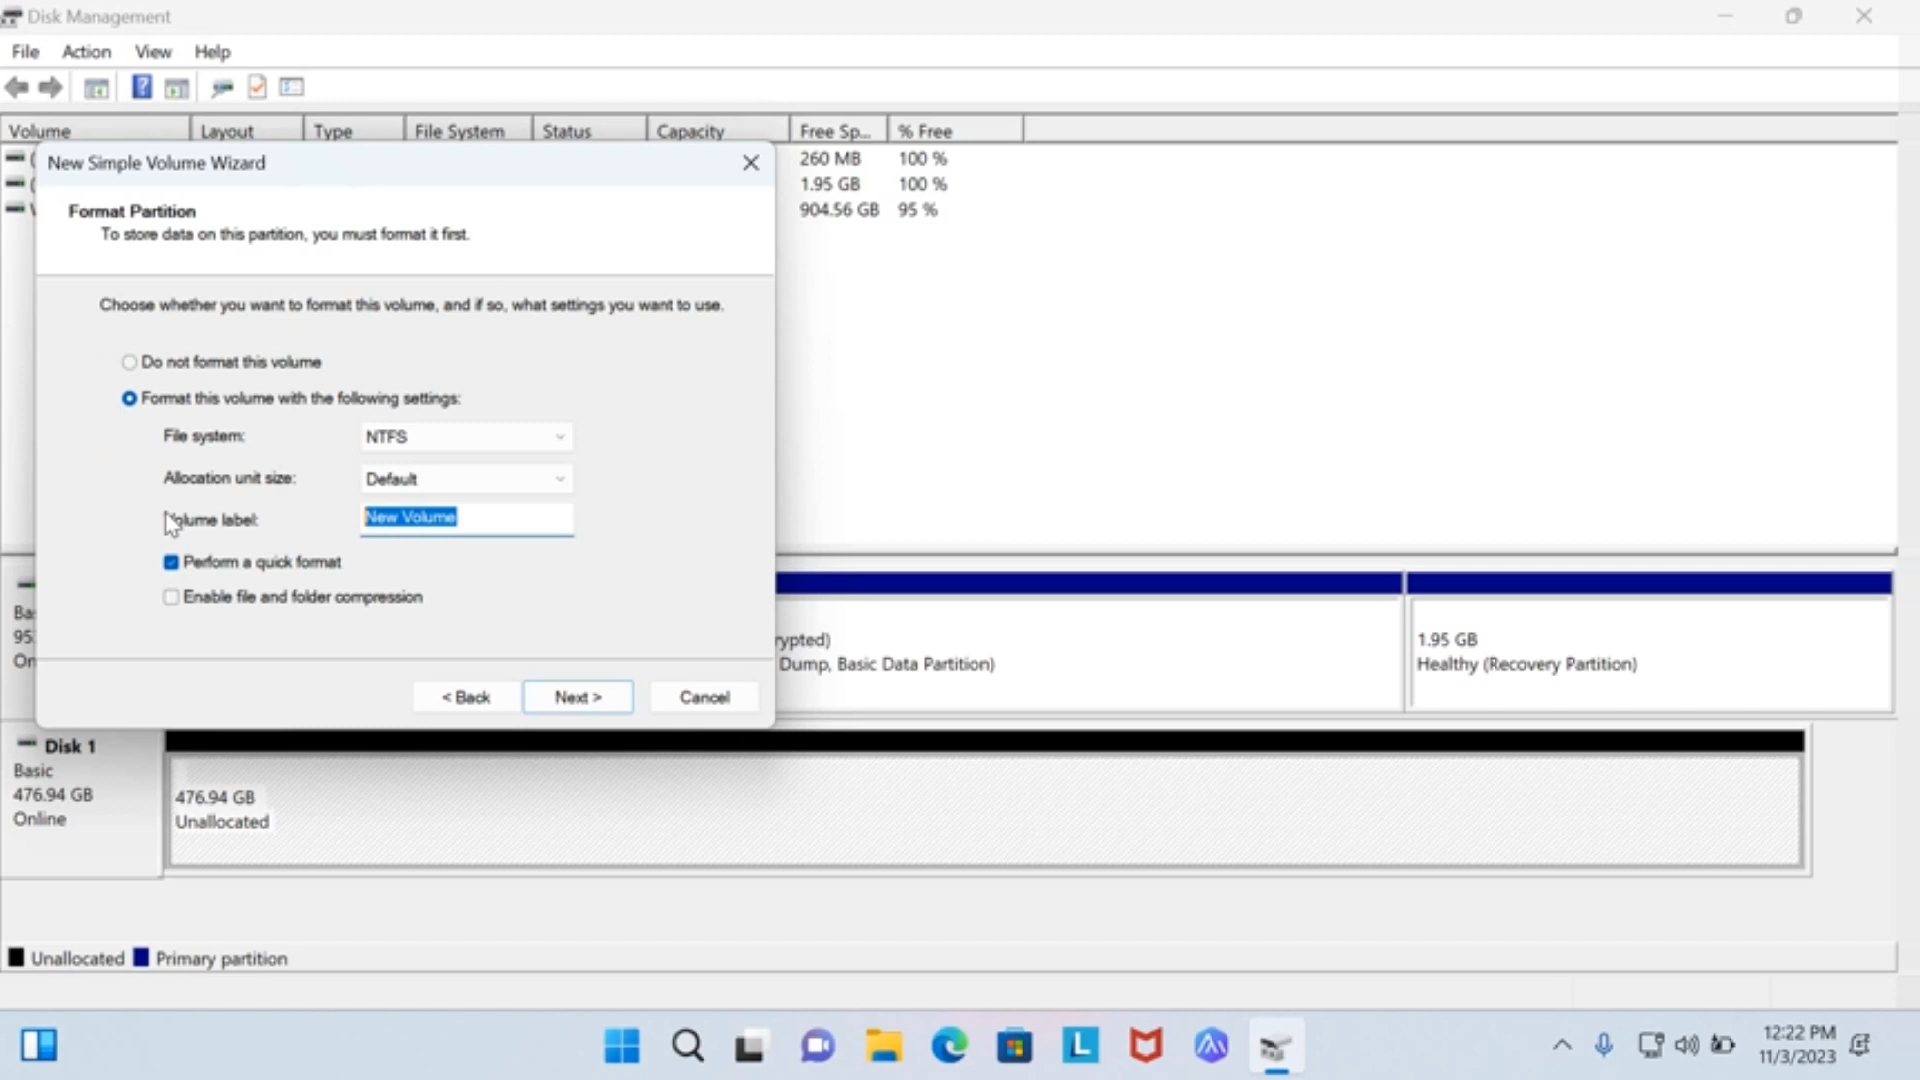 Disk Management
File Action View Help
Volume Layout Type File System Status Capacity Free Sp... % Free
260 MB 100 %
1.95 GB 100 %
904.56 GB 95 %
New Simple Volume Wizard
Format Partition
To store data on this partition, you must format it first.
Choose whether you want to format this volume, and if so, what settings you want to use.
Do not format this volume
Format this volume with the following settings:
File system: NTFS
Allocation unit size: Default
Volume label: New Volume
Perform a quick format
Enable file and folder compression
< Back Next > Cancel
Ba
95
On
rypted)
Dump, Basic Data Partition)
1.95 GB
Healthy (Recovery Partition)
Disk 1
Basic
476.94 GB
Online
476.94 GB
Unallocated
Unallocated Primary partition
L
12:22 PM
11/3/2023